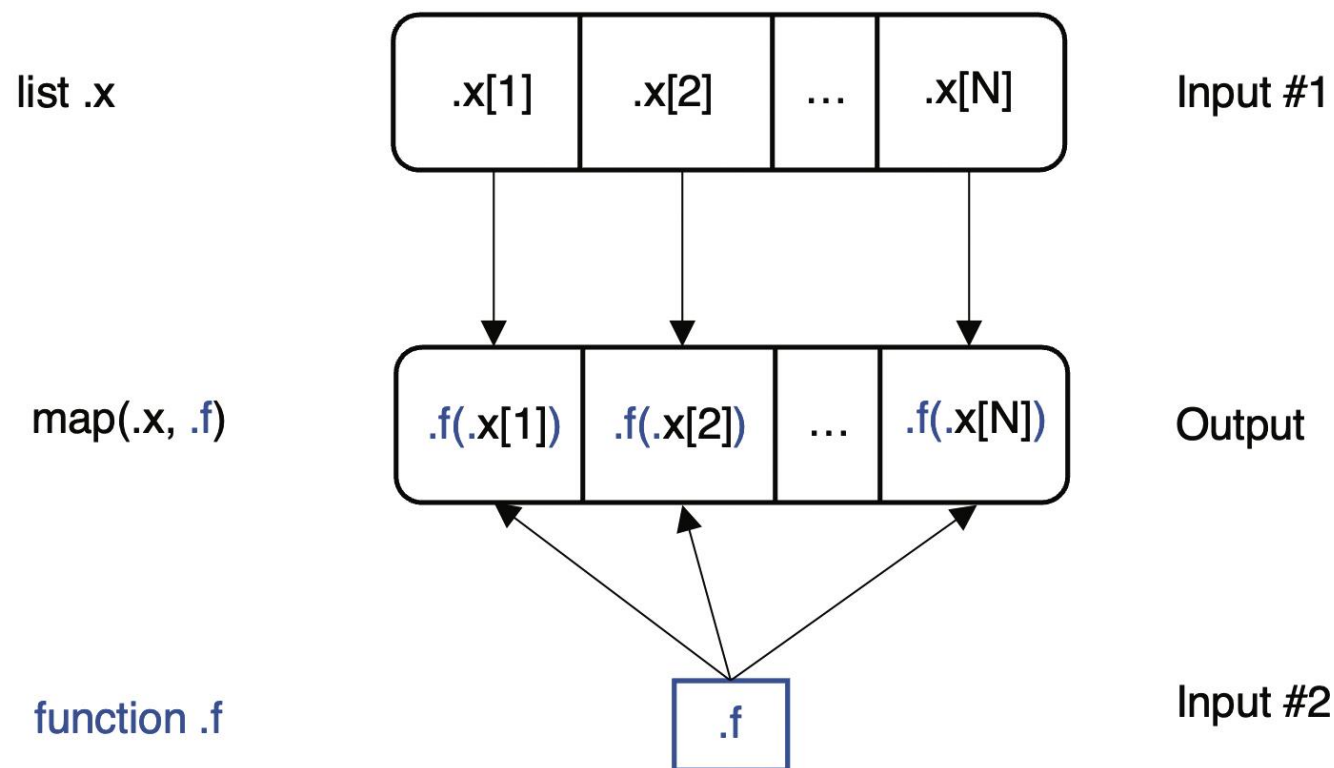 list .x .x[1] .x[2] ... .x[N] Input #1
map(.x, .f) .f(.x[1]) .f(.x[2]) ... .f(.x[N]) Output
function .f .f Input #2